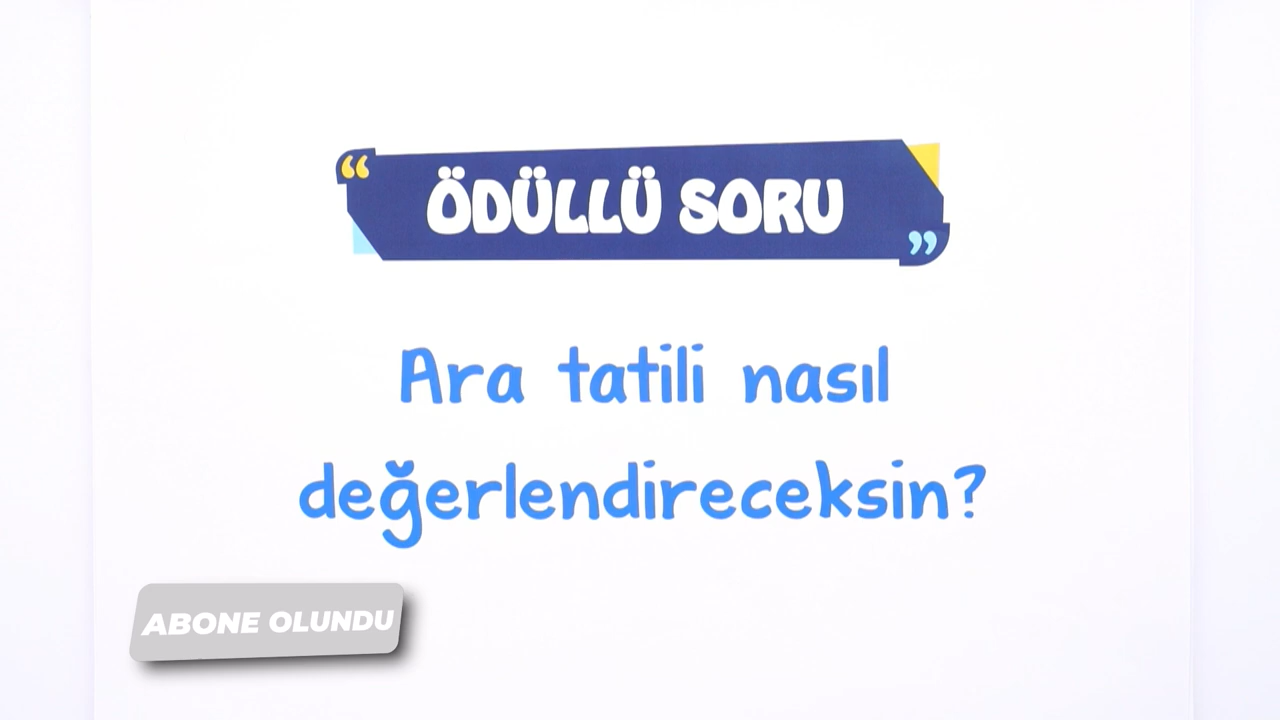 “ ÖDÜLLÜ SORU ”
Ara tatili nasıl
değerlendireceksin?
ABONE OLUNDU